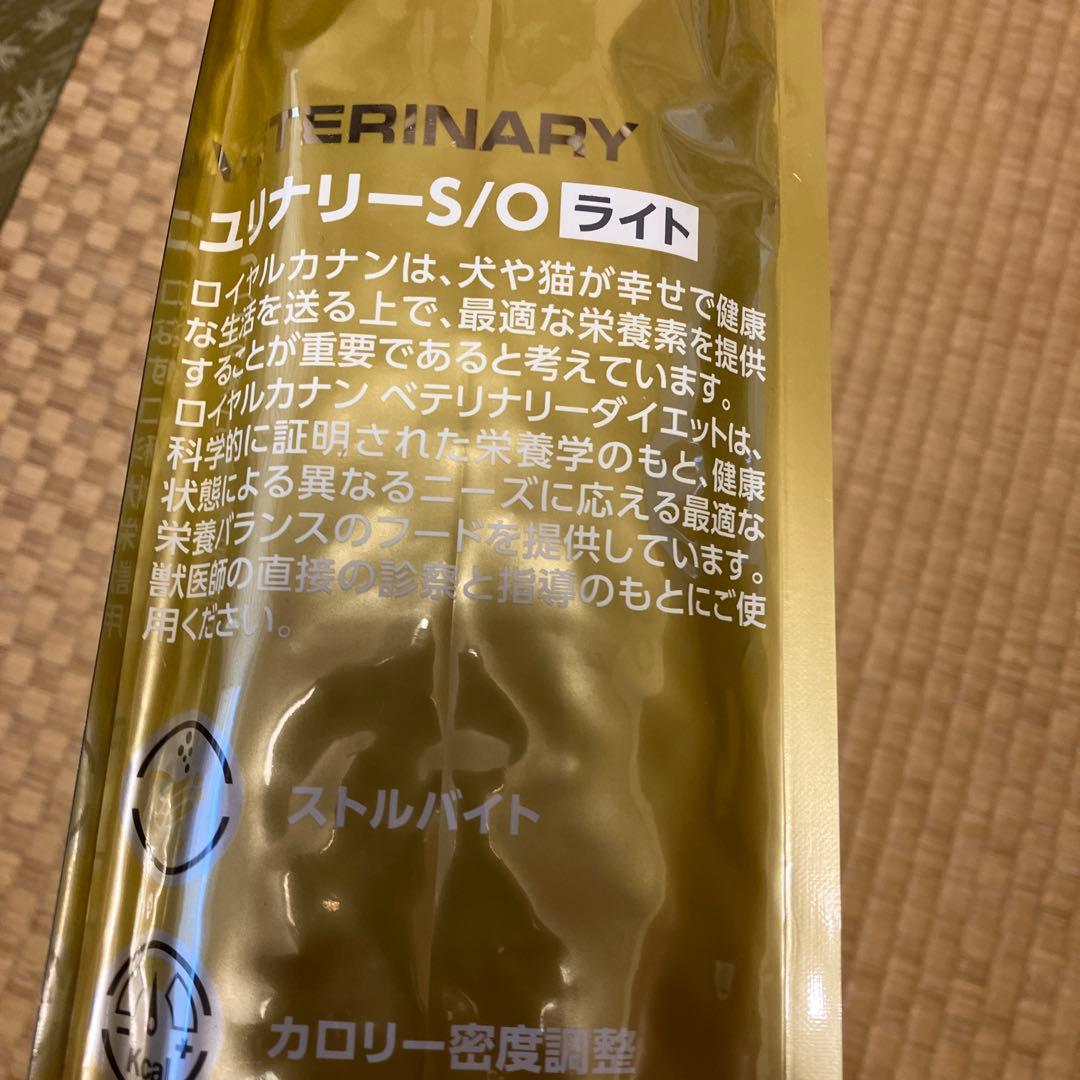 VETERINARY
ユリナリーS/O ライト
ロイヤルカナンは、犬や猫が幸せで健康
な生活を送る上で、最適な栄養素を提供
することが重要であると考えています。
ロイヤルカナン ベテリナリーダイエットは、
科学的に証明された栄養学のもと、健康
状態による異なるニーズに応える最適な
栄養バランスのフードを提供しています。
獣医師の直接の診察と指導のもとにご使
用ください。
ストルバイト
カロリー密度調整
Kcal
+